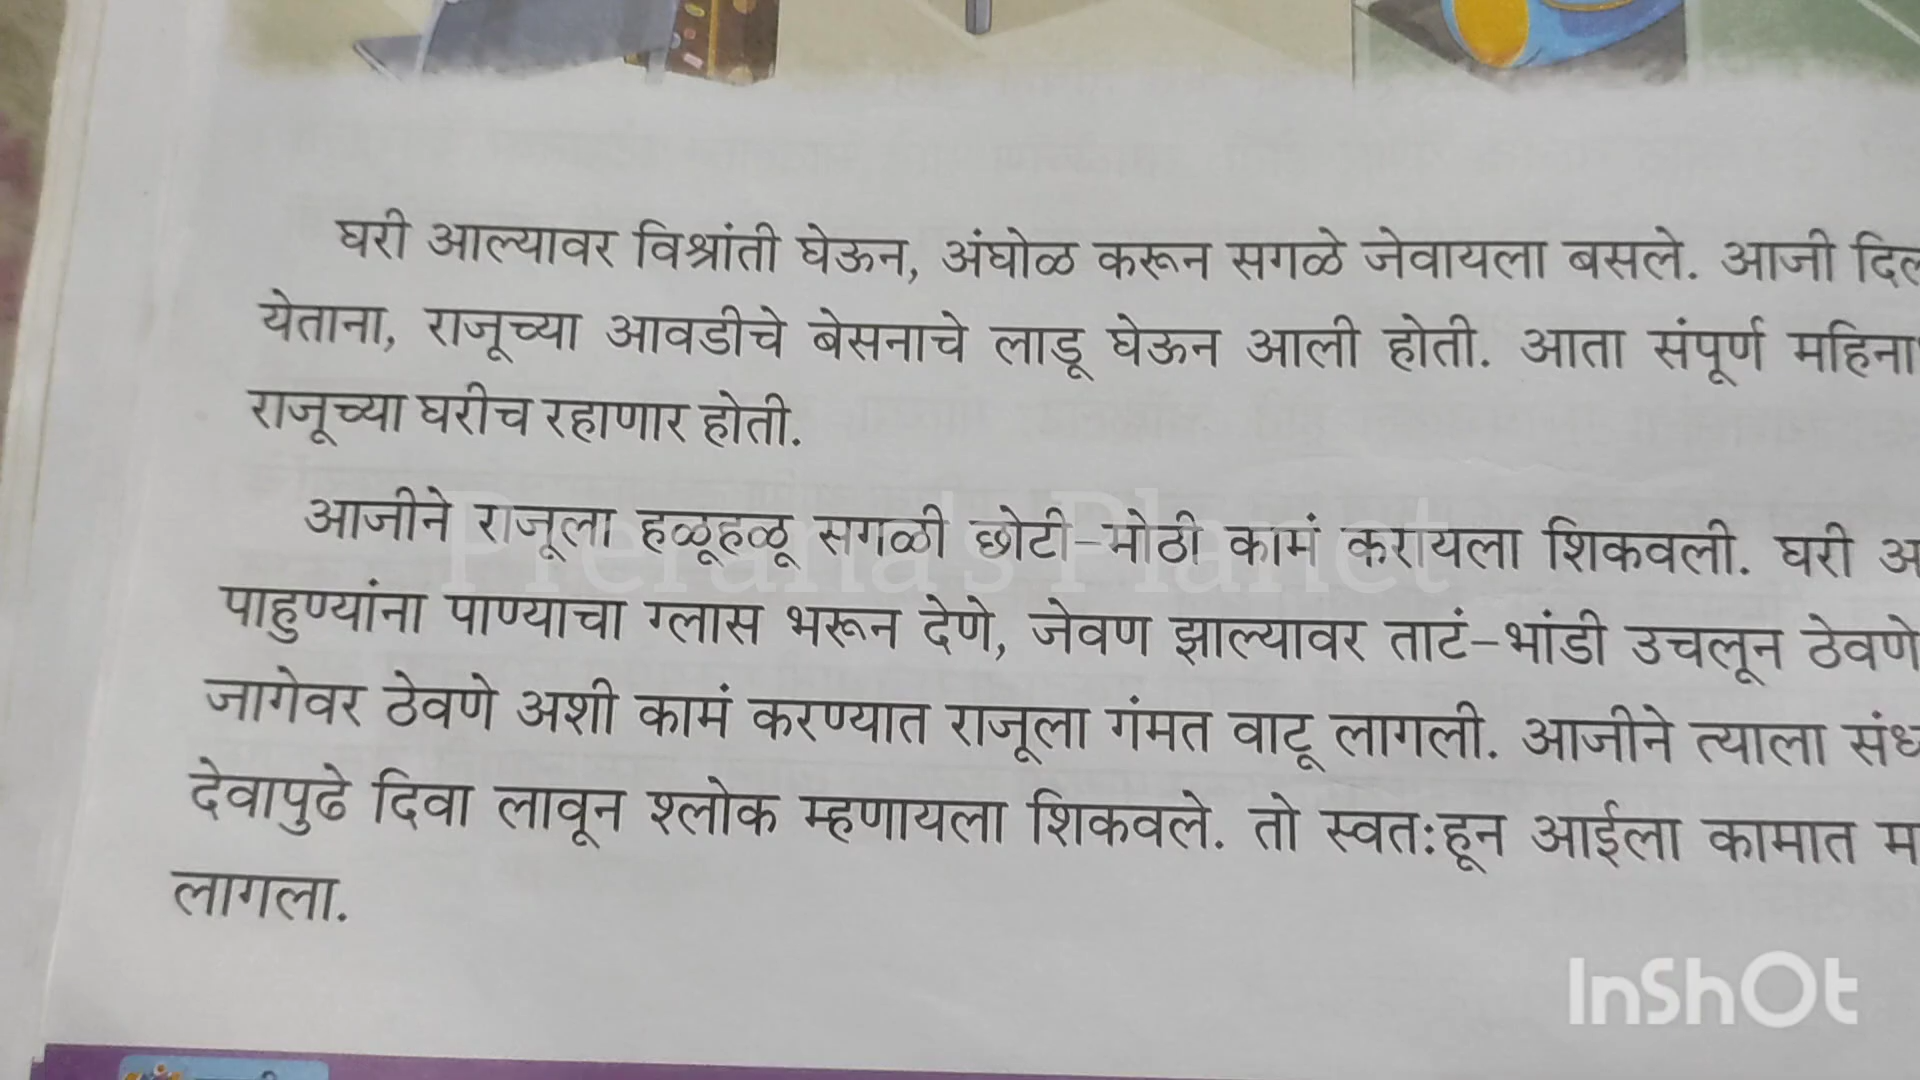 घरी आल्यावर विश्रांती घेऊन, अंघोळ करून सगळे जेवायला बसले. आजी
येताना, राजूच्या आवडीचे बेसनाचे लाडू घेऊन आली होती. आता संपूर्ण
राजूच्या घरीच रहाणार होती.
आजीने राजूला हळूहळू सगळी छोटी-मोठी कामं करायला शिकवली. घरी
पाहुण्यांना पाण्याचा ग्लास भरून देणे, जेवण झाल्यावर ताटं-भांडी उचलून ठेवणे
जागेवर ठेवणे अशी कामं करण्यात राजूला गंमत वाटू लागली. आजीने त्याला
देवापुढे दिवा लावून श्लोक म्हणायला शिकवले. तो स्वतःहून आईला कामात
लागला.
Prerana's Planet
InShOt